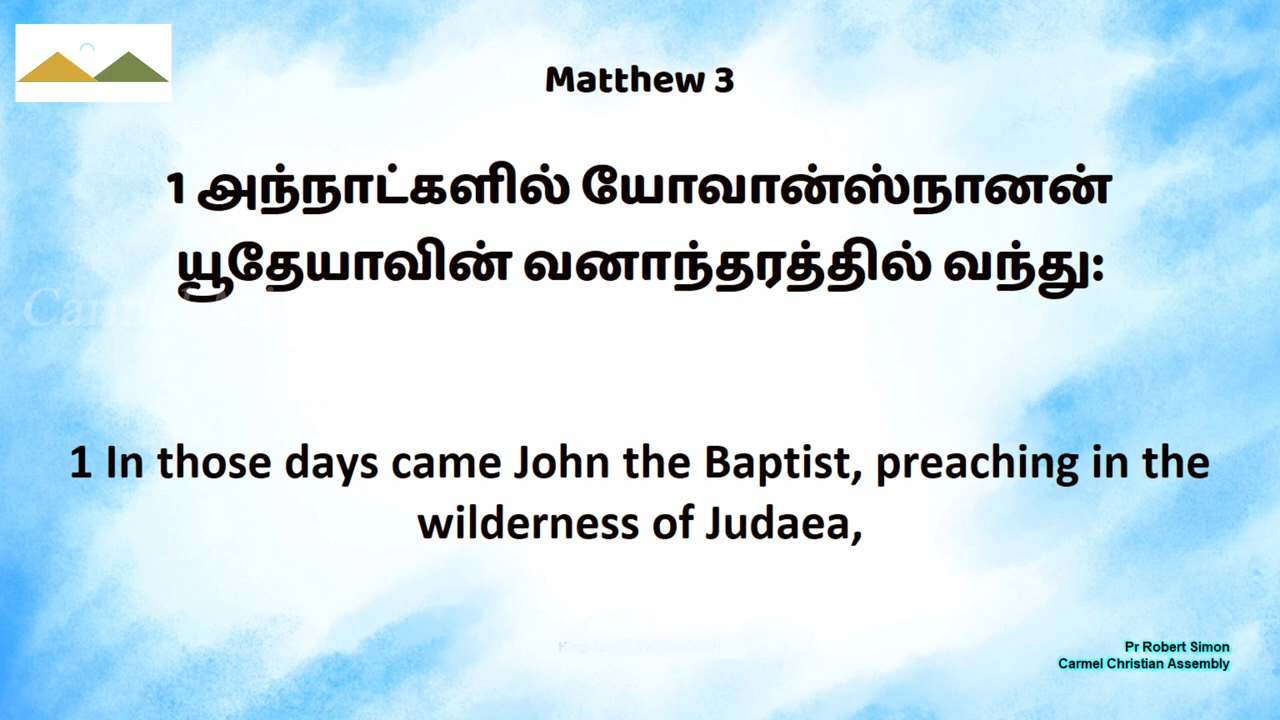 Matthew 3
1 அந்நாட்களில் யோவான்ஸ்நானன்
யூதேயாவின் வனாந்தரத்தில் வந்து:
1 In those days came John the Baptist, preaching in the
wilderness of Judaea,
Pr Robert Simon
Carmel Christian Assembly